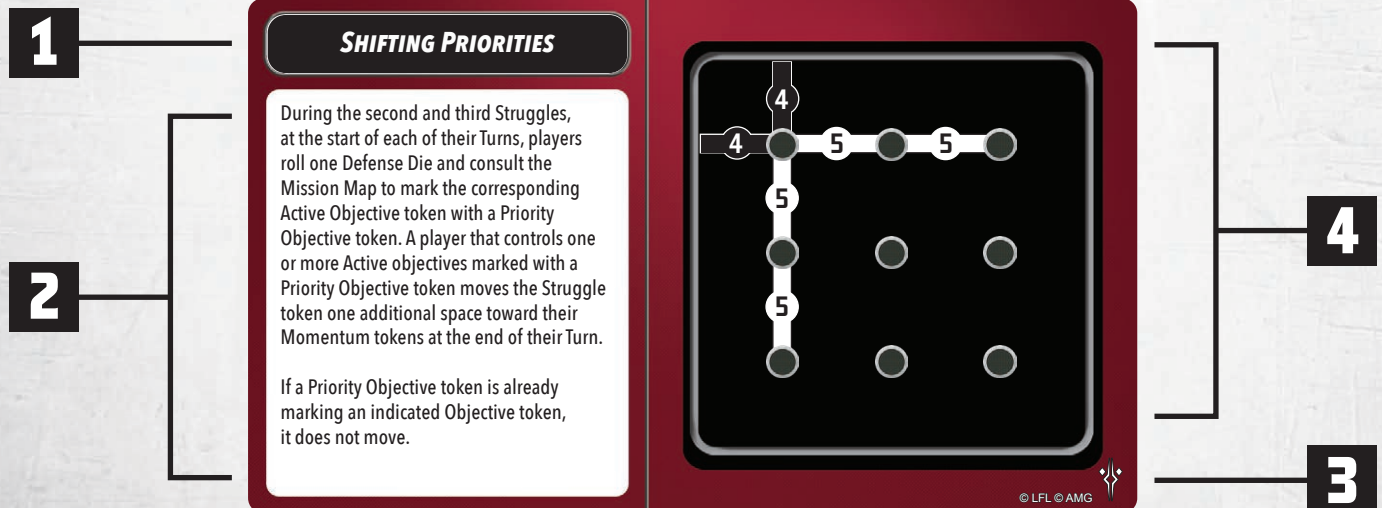 1
SHIFTING PRIORITIES
2
During the second and third Struggles,
at the start of each of their Turns, players
roll one Defense Die and consult the
Mission Map to mark the corresponding
Active Objective token with a Priority
Objective token. A player that controls one
or more Active objectives marked with a
Priority Objective token moves the Struggle
token one additional space toward their
Momentum tokens at the end of their Turn.
If a Priority Objective token is already
marking an indicated Objective token,
it does not move.
4
4
5
5
5
5
4
3
© LFL © AMG